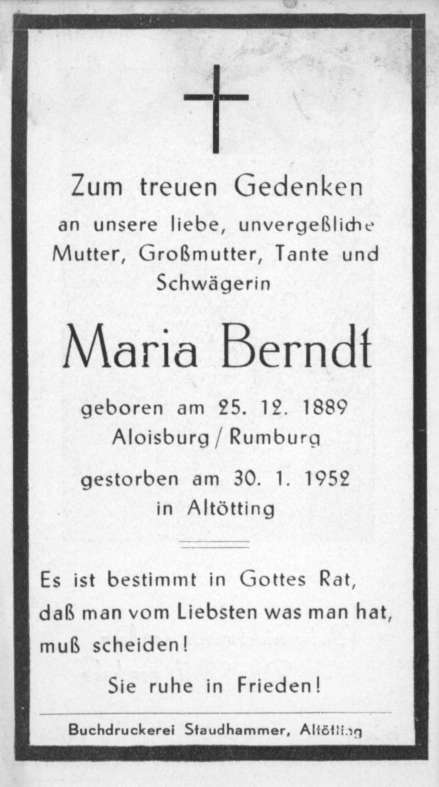 Zum treuen Gedenken
an unsere liebe, unvergeßliche
Mutter, Großmutter, Tante und
Schwägerin
Maria Berndt
geboren am 25. 12. 1889
Aloisburg / Rumburg
gestorben am 30. 1. 1952
in Altötting
Es ist bestimmt in Gottes Rat,
daß man vom Liebsten was man hat,
muß scheiden!
Sie ruhe in Frieden!
Buchdruckerei Staudhammer, Altötting